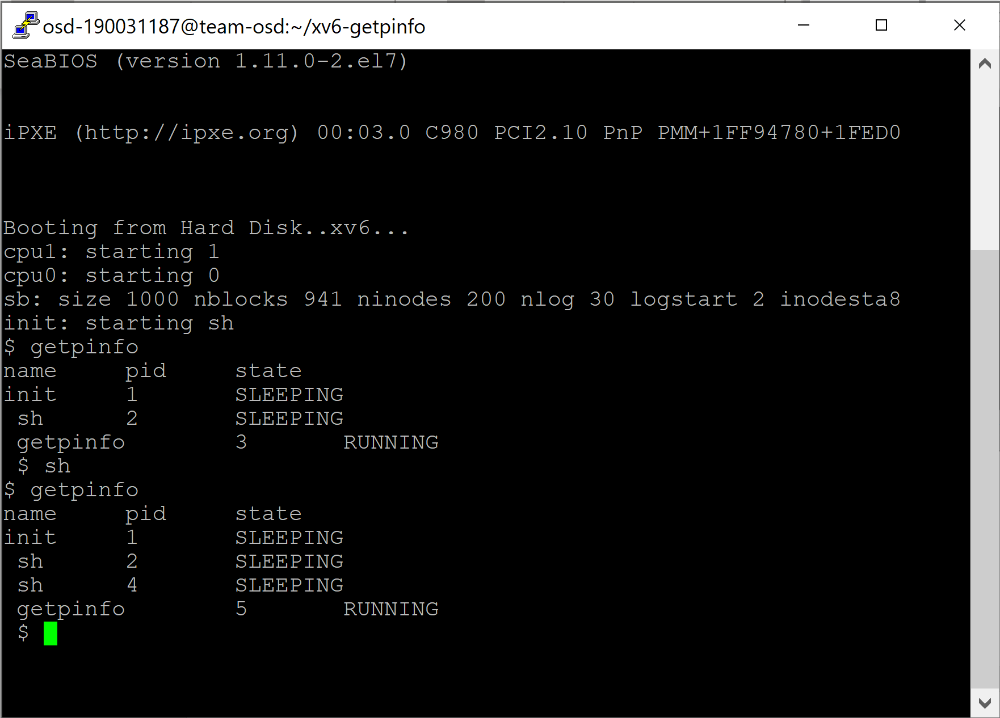 osd-190031187@team-osd:~/xv6-getpinfo
SeaBIOS (version 1.11.0-2.el7)
iPXE (http://ipxe.org) 00:03.0 C980 PCI2.10 PnP PMM+1FF94780+1FED0
Booting from Hard Disk..xv6...
cpu1: starting 1
cpu0: starting 0
sb: size 1000 nblocks 941 ninodes 200 nlog 30 logstart 2 inodesta8
init: starting sh
$ getpinfo
name     pid     state
init     1       SLEEPING
 sh      2       SLEEPING
 getpinfo        3       RUNNING
 $ sh
$ getpinfo
name     pid     state
init     1       SLEEPING
 sh      2       SLEEPING
 sh      4       SLEEPING
 getpinfo        5       RUNNING
 $